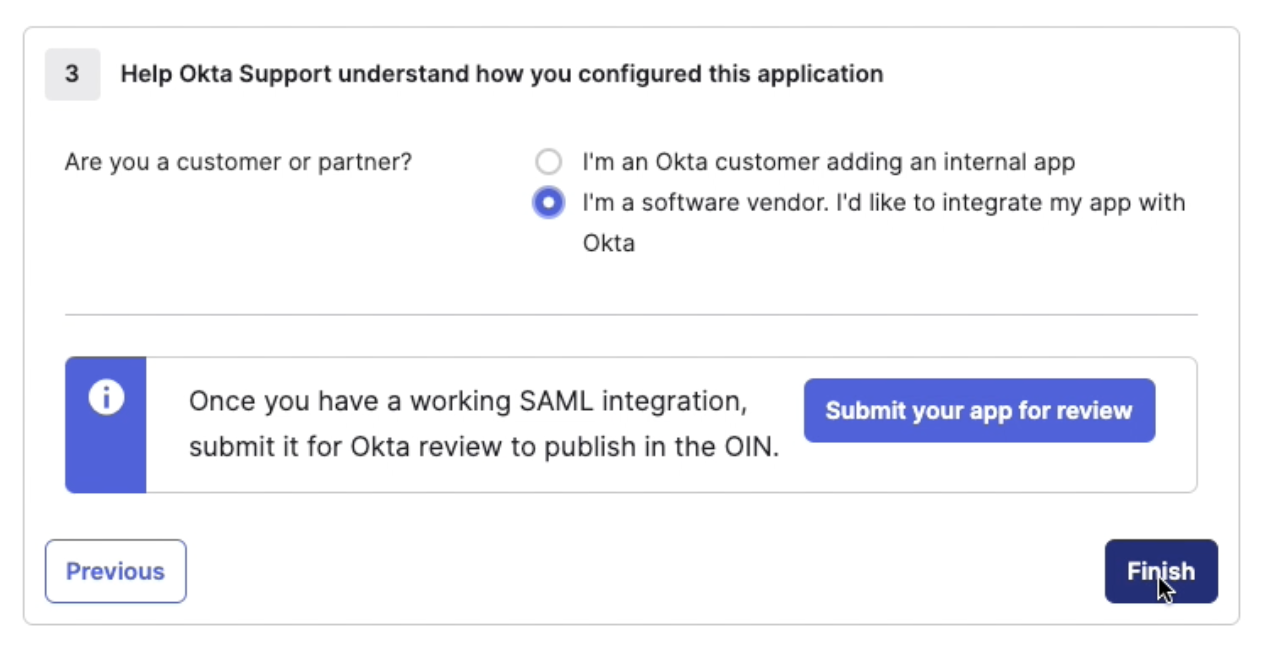 3 Help Okta Support understand how you configured this application
Are you a customer or partner?
I'm an Okta customer adding an internal app
I'm a software vendor. I'd like to integrate my app with
Okta
Once you have a working SAML integration,
submit it for Okta review to publish in the OIN.
Submit your app for review
Previous
Finish